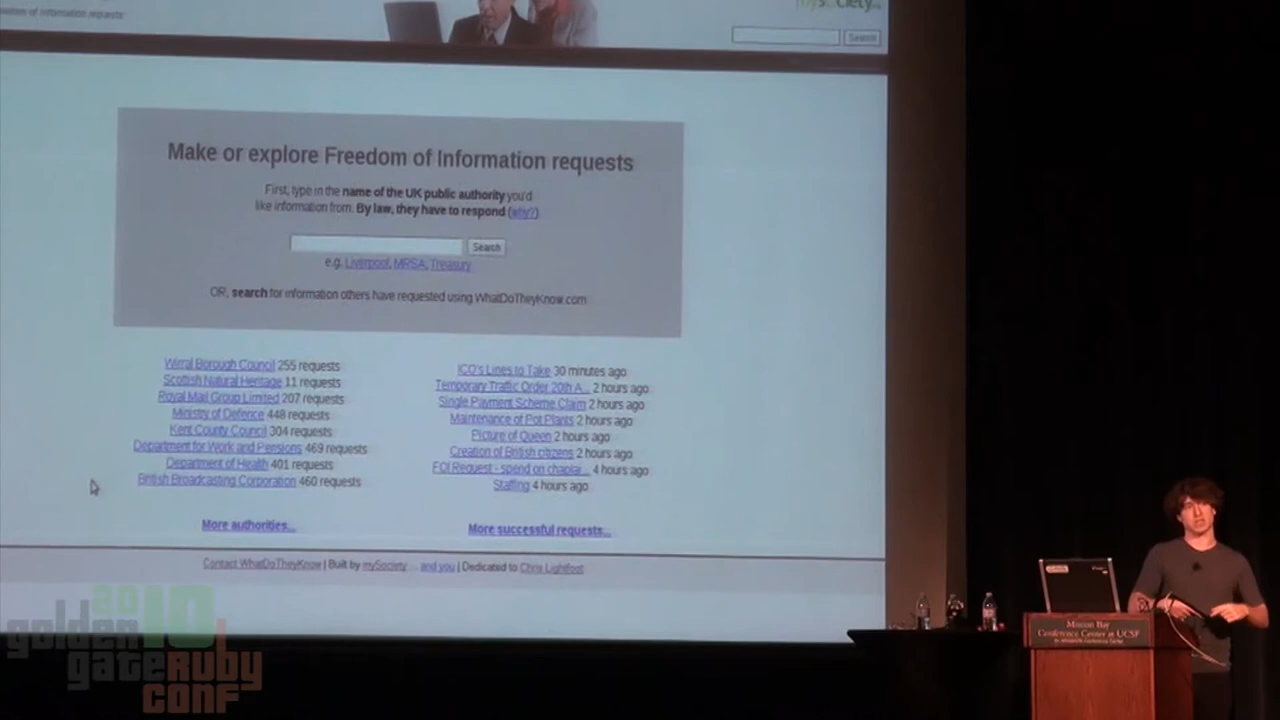 eedom of information requests
mysociety
Search
Make or explore Freedom of Information requests
First, type in the name of the UK public authority you'd
like information from. By law, they have to respond (why?).
Search
e.g. Liverpool, MRSA, Treasury
OR, search for information others have requested using WhatDoTheyKnow.com
Wirral Borough Council 255 requests
Scottish Natural Heritage 11 requests
Royal Mail Group Limited 207 requests
Ministry of Defence 448 requests
Kent County Council 304 requests
Department for Work and Pensions 469 requests
Department of Health 401 requests
British Broadcasting Corporation 460 requests
More authorities...
ICO's Lines to Take 30 minutes ago
Temporary Traffic Order 20th A... 2 hours ago
Single Payment Scheme Claim 2 hours ago
Maintenance of Pot Plants 2 hours ago
Picture of Queen 2 hours ago
Creation of British citizens 2 hours ago
FOI Request - spend on chaplai... 4 hours ago
Staffing 4 hours ago
More successful requests...
Contact WhatDoTheyKnow | Built by mySociety ... and you | Dedicated to Chris Lightfoot
Mission Bay
Conference Center at UCSF
2010
golden
gateRuby
conf